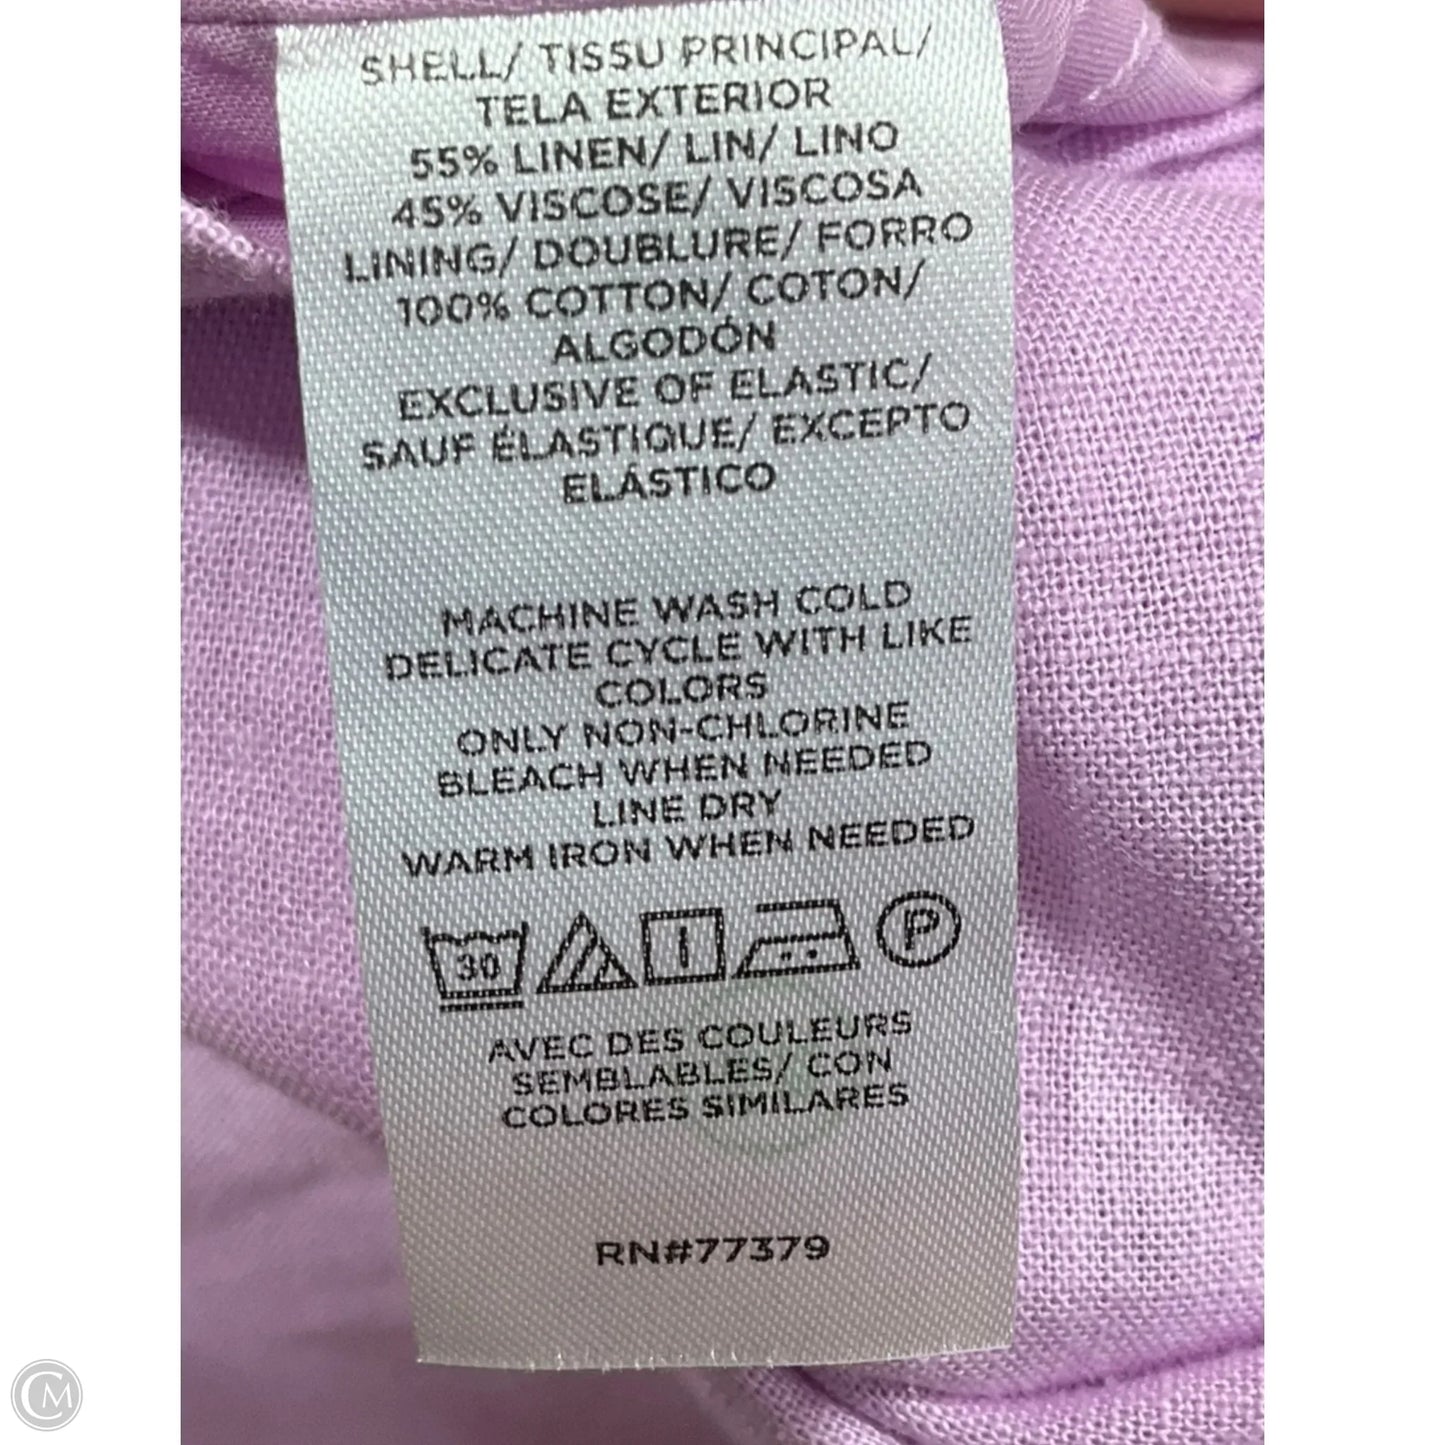 SHELL/ TISSU PRINCIPAL/
TELA EXTERIOR
55% LINEN/ LIN/ LINO
45% VISCOSE/ VISCOSA
LINING/ DOUBLURE/ FORRO
100% COTTON/ COTON/
ALGODÓN
EXCLUSIVE OF ELASTIC/
SAUF ÉLASTIQUE/ EXCEPTO
ELÁSTICO
MACHINE WASH COLD
DELICATE CYCLE WITH LIKE
COLORS
ONLY NON-CHLORINE
BLEACH WHEN NEEDED
LINE DRY
WARM IRON WHEN NEEDED
30 P
AVEC DES COULEURS
SEMBLABLES/ CON
COLORES SIMILARES
RN#77379
CM